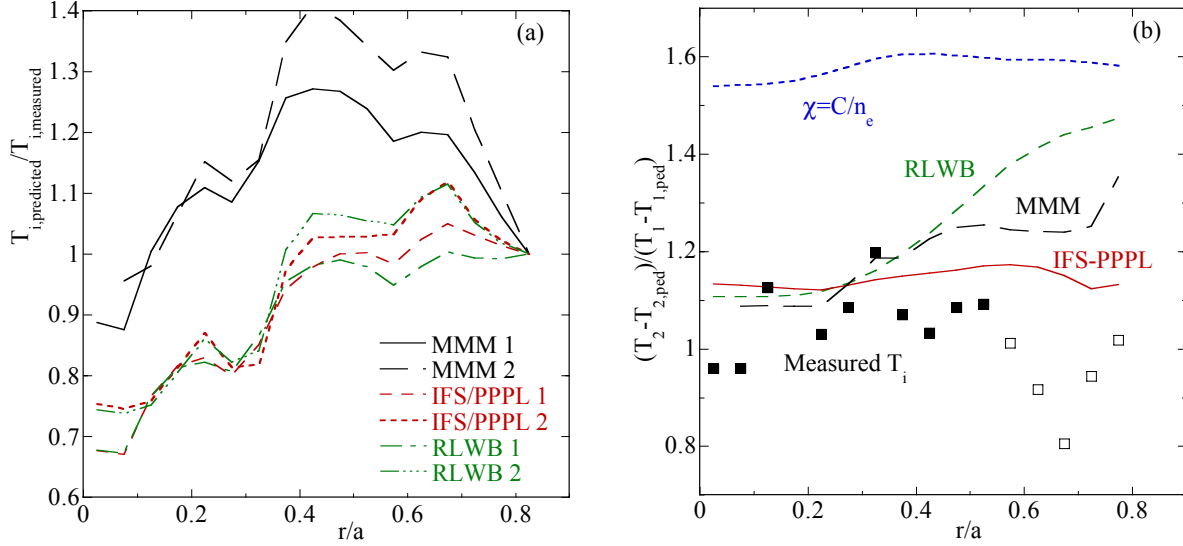 (a)
T_i,predicted/T_i,measured
1.4
1.3
1.2
1.1
1
0.9
0.8
0.7
0.6
0
0.2
0.4
0.6
0.8
r/a
MMM 1
MMM 2
IFS/PPPL 1
IFS/PPPL 2
RLWB 1
RLWB 2
(b)
(T_2-T_2,ped)/(T_1-T_1,ped)
1.6
1.4
1.2
1
0.8
0
0.2
0.4
0.6
0.8
r/a
χ=C/n_e
RLWB
MMM
IFS-PPPL
Measured T_i